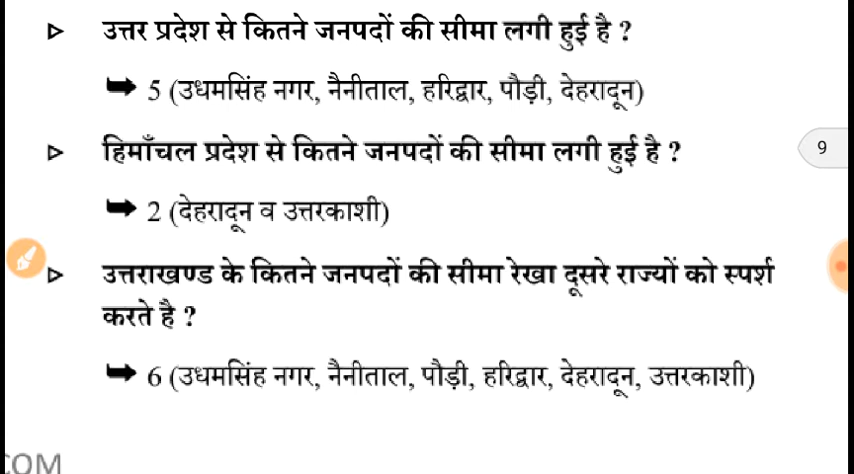 ▷ उत्तर प्रदेश से कितने जनपदों की सीमा लगी हुई है ?
➡ 5 (उधमसिंह नगर, नैनीताल, हरिद्वार, पौड़ी, देहरादून)
▷ हिमाँचल प्रदेश से कितने जनपदों की सीमा लगी हुई है ?
9
➡ 2 (देहरादून व उत्तरकाशी)
▷ उत्तराखण्ड के कितने जनपदों की सीमा रेखा दूसरे राज्यों को स्पर्श
करते है ?
➡ 6 (उधमसिंह नगर, नैनीताल, पौड़ी, हरिद्वार, देहरादून, उत्तरकाशी)
COM